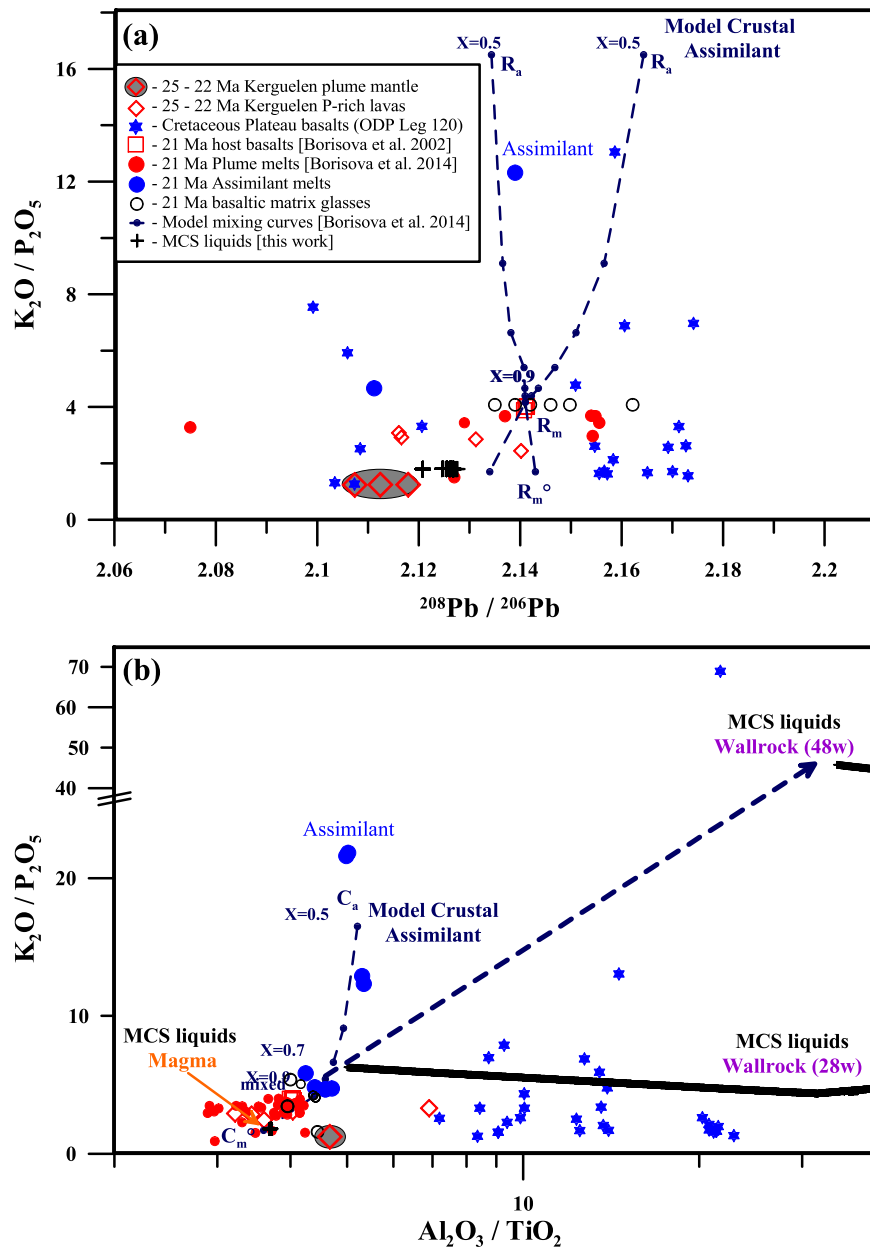 (a)
X=0.5
X=0.5
Model Crustal
Assimilant
Rₐ
Rₐ
- 25 - 22 Ma Kerguelen plume mantle
- 25 - 22 Ma Kerguelen P-rich lavas
- Cretaceous Plateau basalts (ODP Leg 120)
- 21 Ma host basalts [Borisova et al. 2002]
- 21 Ma Plume melts [Borisova et al. 2014]
- 21 Ma Assimilant melts
- 21 Ma basaltic matrix glasses
- Model mixing curves [Borisova et al. 2014]
- MCS liquids [this work]
Assimilant
X=0.9
Rₘ
Rₘ
K₂O / P₂O₅
16
12
8
4
0
2.06 2.08 2.1 2.12 2.14 2.16 2.18 2.2
²⁰⁸Pb / ²⁰⁶Pb
(b)
70
60
50
40
20
10
0
K₂O / P₂O₅
MCS liquids
Wallrock (48w)
Assimilant
Cₐ
X=0.5
Model Crustal
Assimilant
MCS liquids
Magma
X=0.7
X=0.9
mixed
Cₘ
MCS liquids
Wallrock (28w)
10
Al₂O₃ / TiO₂